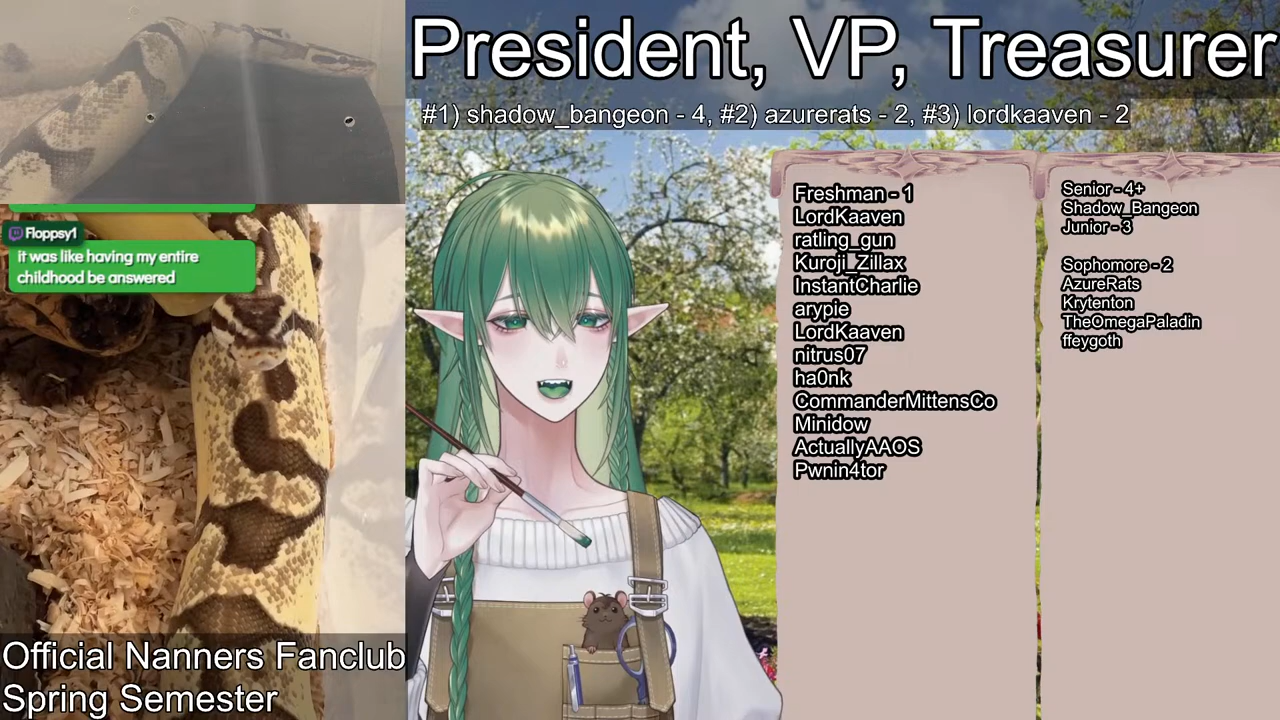 President, VP, Treasurer
#1) shadow_bangeon - 4, #2) azurerats - 2, #3) lordkaaven - 2
Floppsy1
it was like having my entire
childhood be answered
Freshman - 1
LordKaaven
ratling_gun
Kuroji_Zillax
InstantCharlie
arypie
LordKaaven
nitrus07
ha0nk
CommanderMittensCo
Minidow
ActuallyAAOS
Pwnin4tor
Senior - 4+
Shadow_Bangeon
Junior - 3
Sophomore - 2
AzureRats
Krytenton
TheOmegaPaladin
ffeygoth
Official Nanners Fanclub
Spring Semester